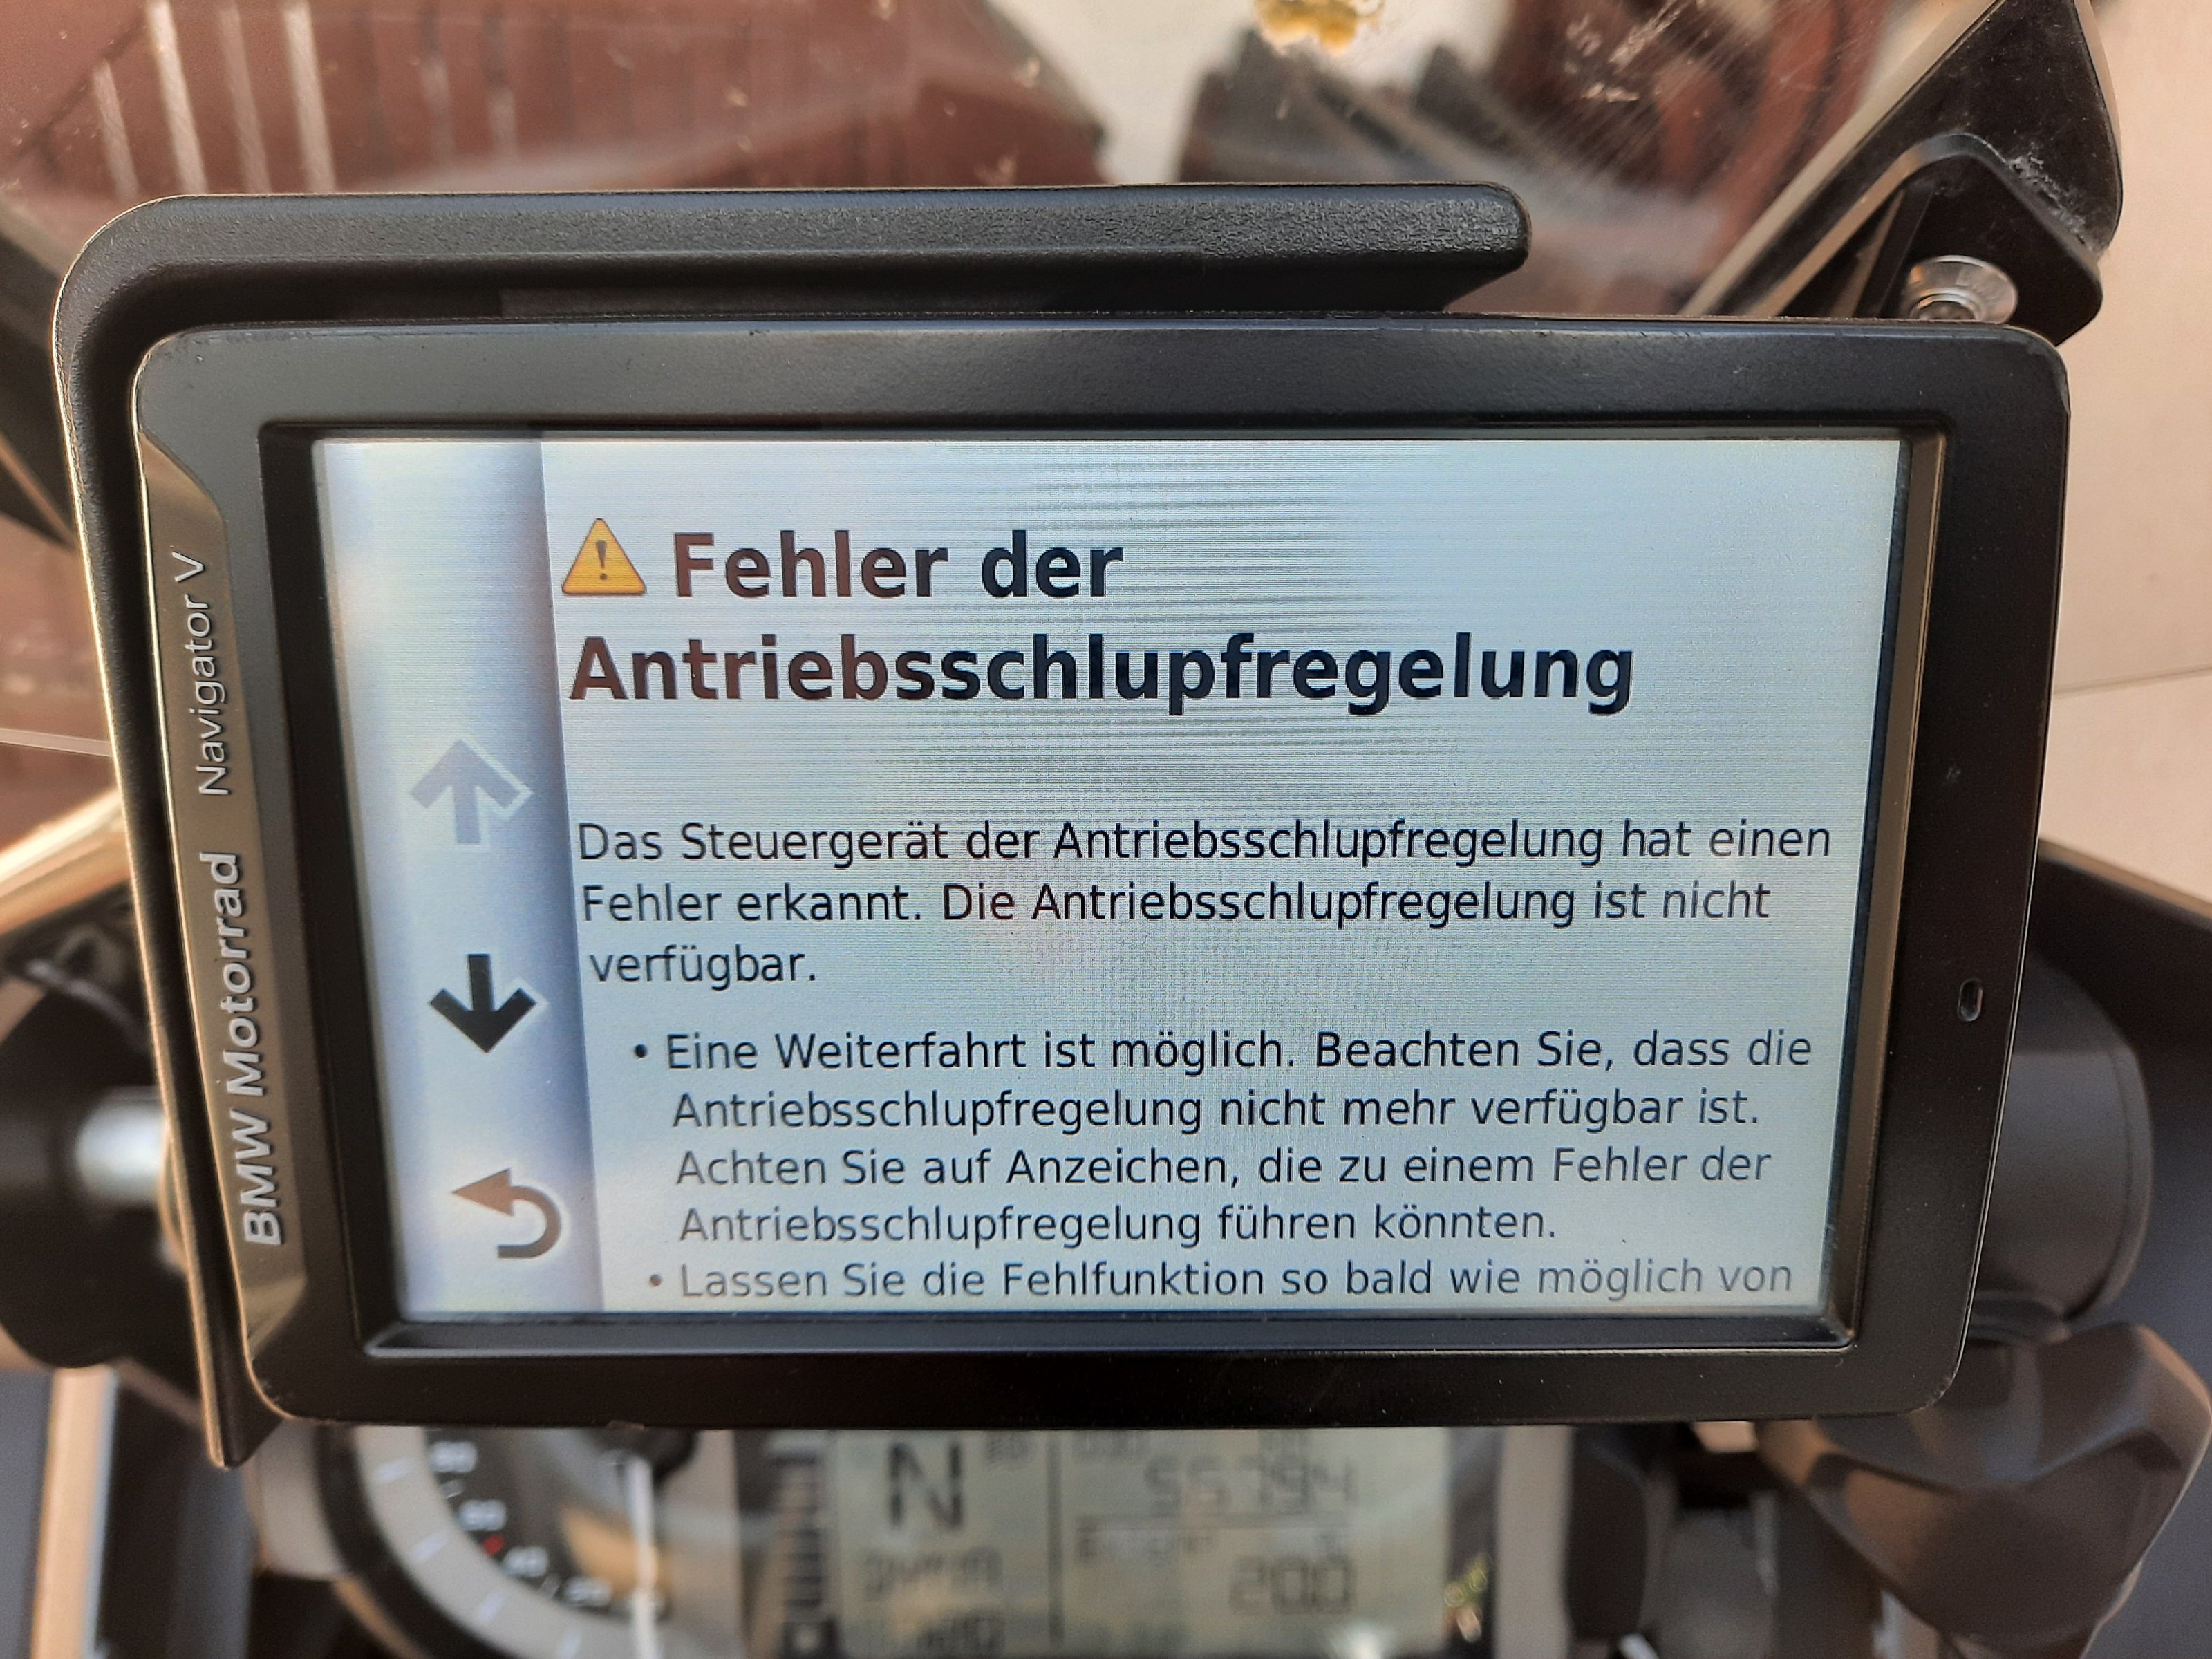 Fehler der
Antriebsschlupfregelung
Das Steuergerät der Antriebsschlupfregelung hat einen
Fehler erkannt. Die Antriebsschlupfregelung ist nicht
verfügbar.
• Eine Weiterfahrt ist möglich. Beachten Sie, dass die
Antriebsschlupfregelung nicht mehr verfügbar ist.
Achten Sie auf Anzeichen, die zu einem Fehler der
Antriebsschlupfregelung führen könnten.
• Lassen Sie die Fehlfunktion so bald wie möglich von
BMW Motorrad Navigator V
N
55794
200